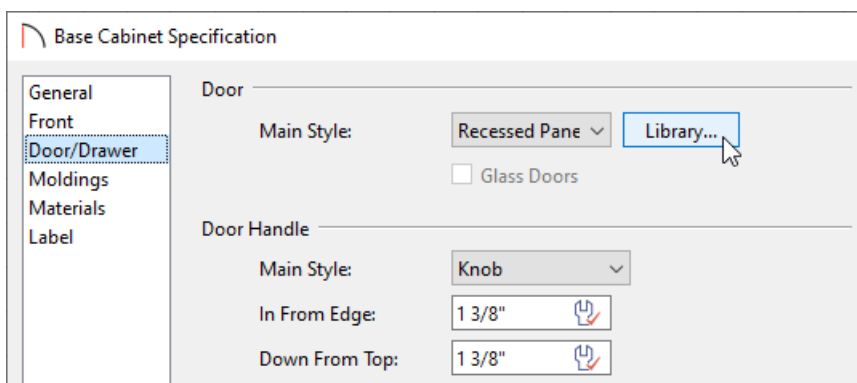 Base Cabinet Specification
General
Front
Door/Drawer
Moldings
Materials
Label
Door
Main Style: Recessed Pane Library...
Glass Doors
Door Handle
Main Style: Knob
In From Edge: 1 3/8"
Down From Top: 1 3/8"